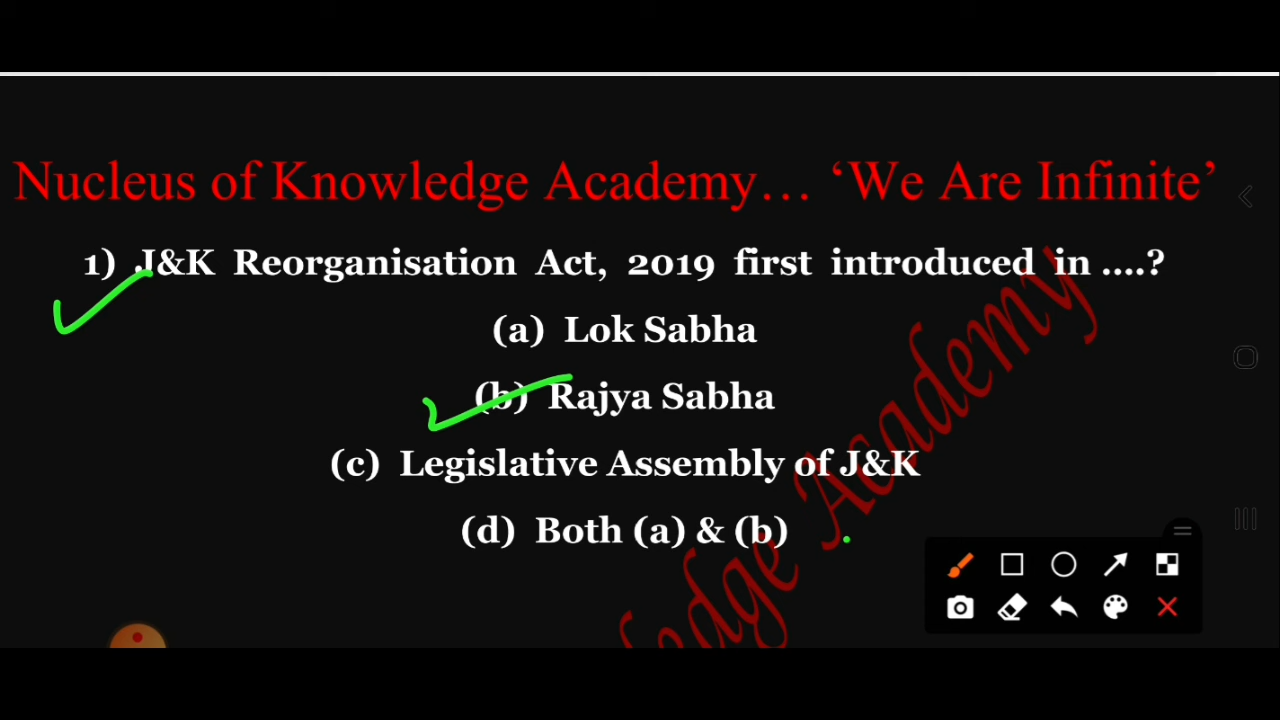 Nucleus of Knowledge Academy... ‘We Are Infinite’
1) J&K Reorganisation Act, 2019 first introduced in ....?
(a) Lok Sabha
(b) Rajya Sabha
(c) Legislative Assembly of J&K
(d) Both (a) & (b)
Academy